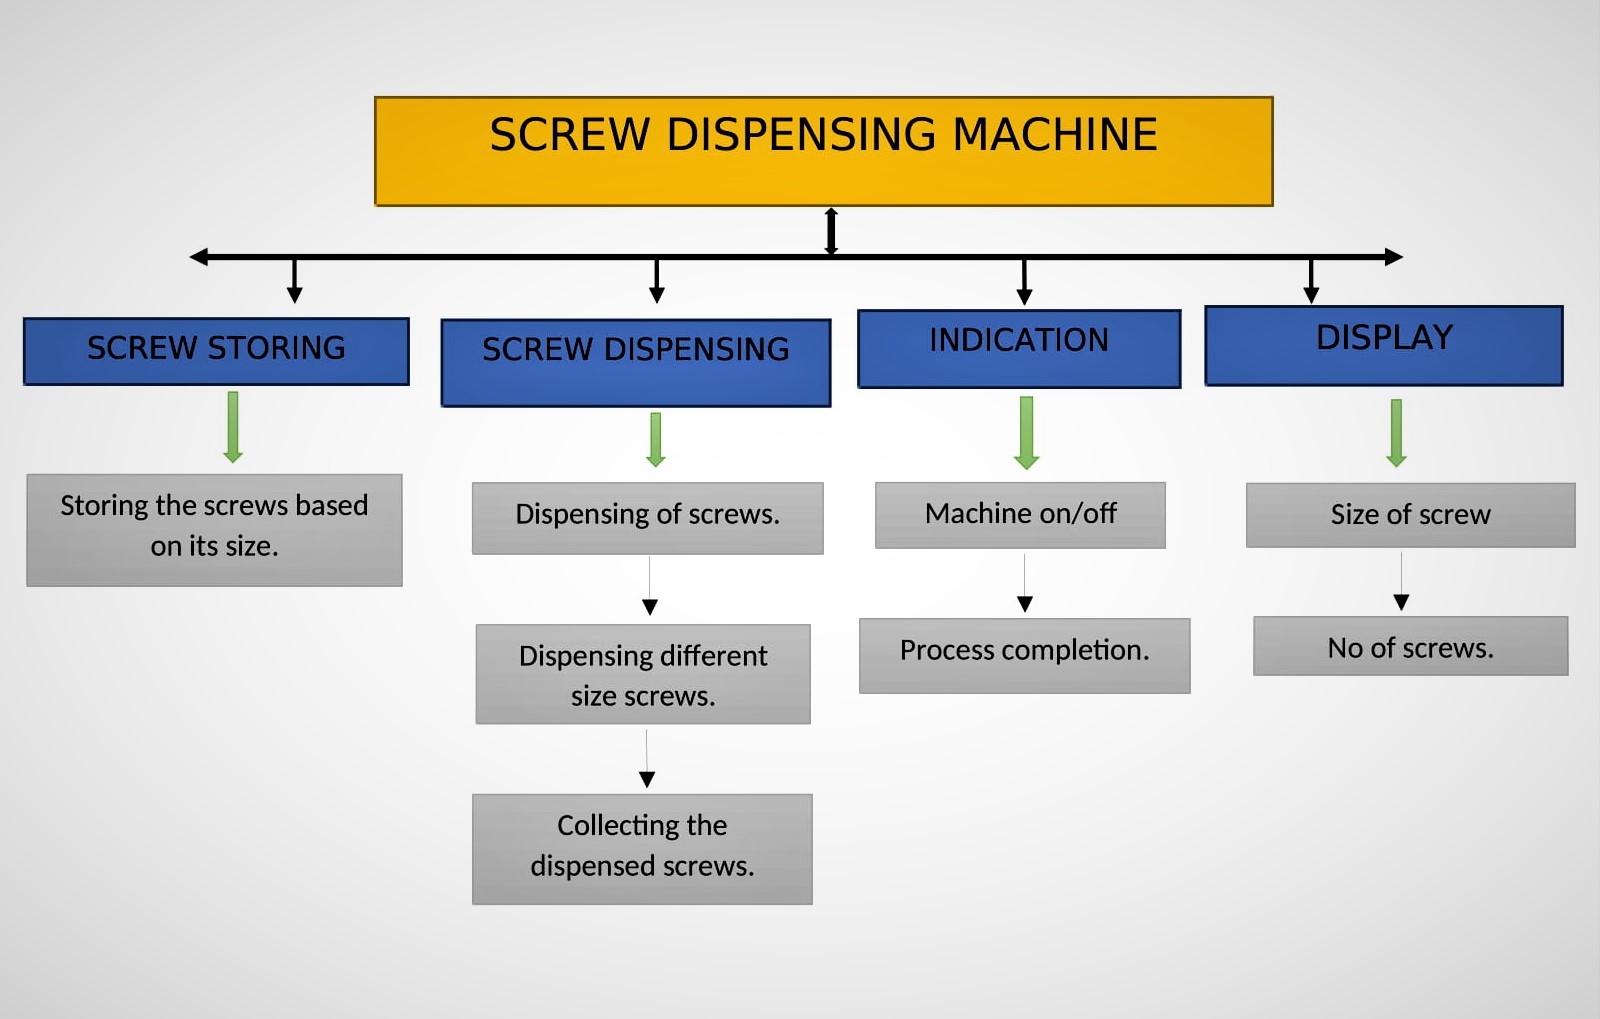 SCREW DISPENSING MACHINE
SCREW STORING
SCREW DISPENSING
INDICATION
DISPLAY
Storing the screws based
on its size.
Dispensing of screws.
Dispensing different
size screws.
Collecting the
dispensed screws.
Machine on/off
Process completion.
Size of screw
No of screws.